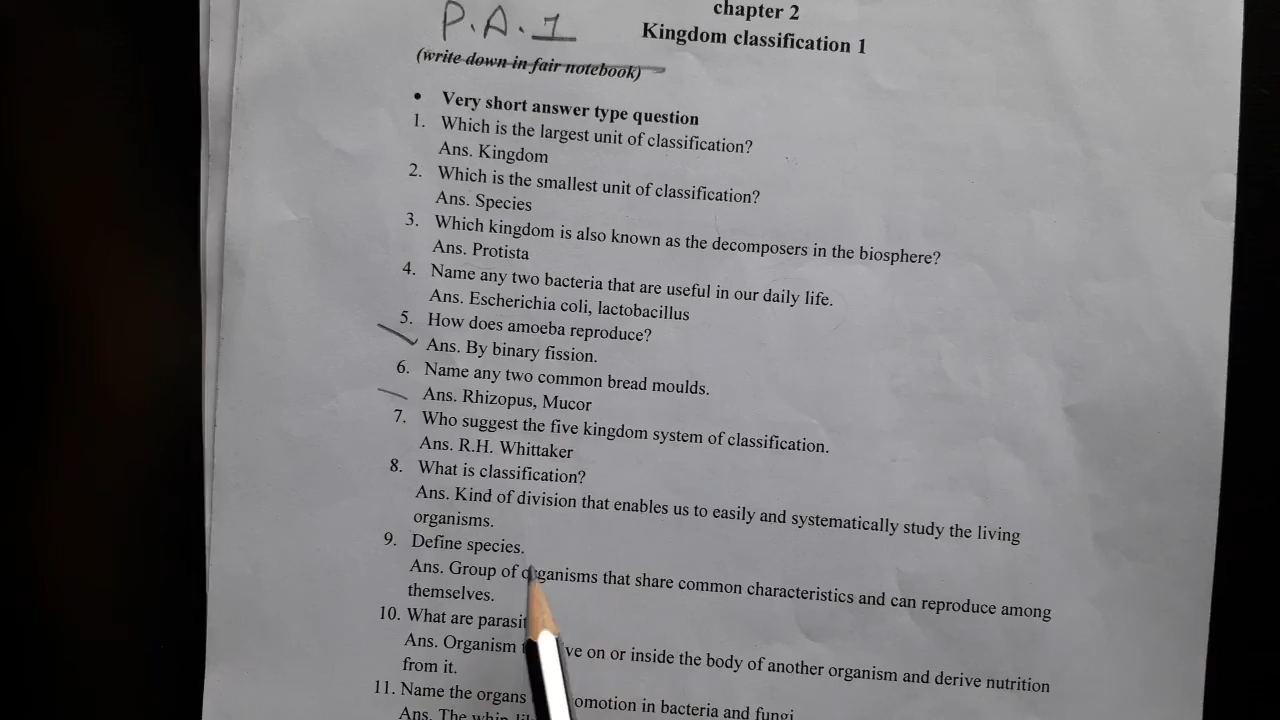 P.A.1
chapter 2
Kingdom classification 1
(write down in fair notebook)
• Very short answer type question
1. Which is the largest unit of classification?
Ans. Kingdom
2. Which is the smallest unit of classification?
Ans. Species
3. Which kingdom is also known as the decomposers in the biosphere?
Ans. Protista
4. Name any two bacteria that are useful in our daily life.
Ans. Escherichia coli, lactobacillus
5. How does amoeba reproduce?
Ans. By binary fission.
6. Name any two common bread moulds.
Ans. Rhizopus, Mucor
7. Who suggest the five kingdom system of classification.
Ans. R.H. Whittaker
8. What is classification?
Ans. Kind of division that enables us to easily and systematically study the living
organisms.
9. Define species.
Ans. Group of organisms that share common characteristics and can reproduce among
themselves.
10. What are
Ans. Organism on or inside the body of another organism and derive nutrition
from it.
11. Name the organs in bacteria and fungi
Ans. The whip